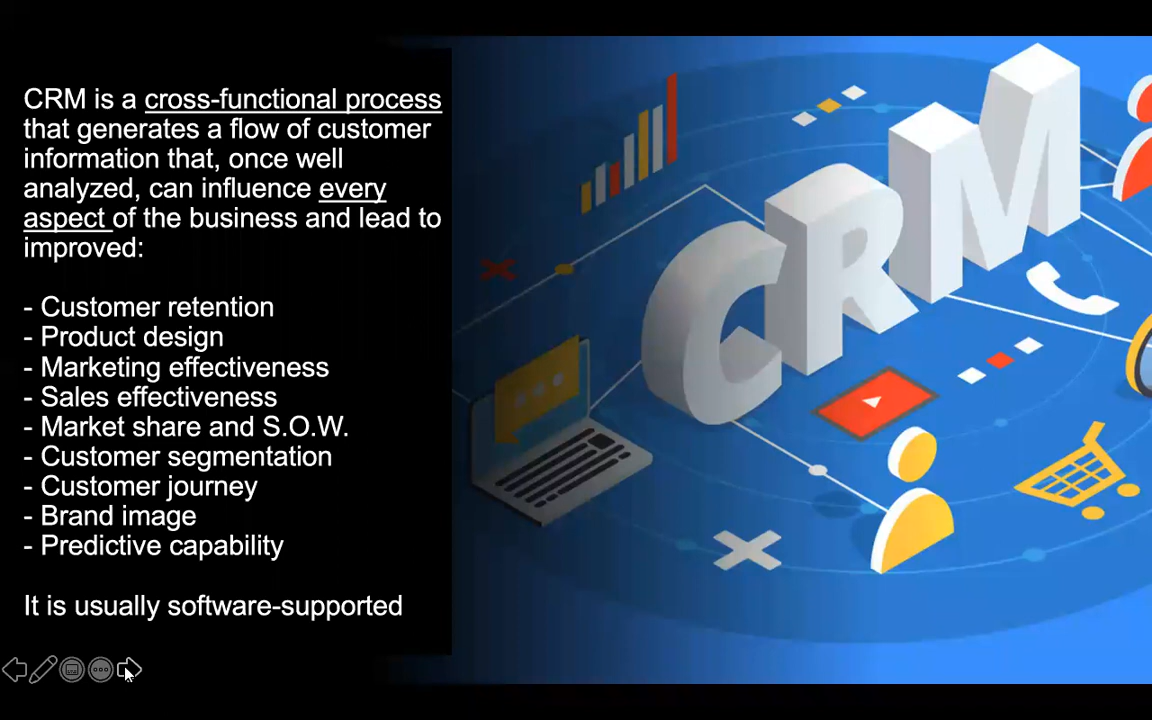 CRM is a cross-functional process
that generates a flow of customer
information that, once well
analyzed, can influence every
aspect of the business and lead to
improved:
- Customer retention
- Product design
- Marketing effectiveness
- Sales effectiveness
- Market share and S.O.W.
- Customer segmentation
- Customer journey
- Brand image
- Predictive capability
It is usually software-supported
CRM